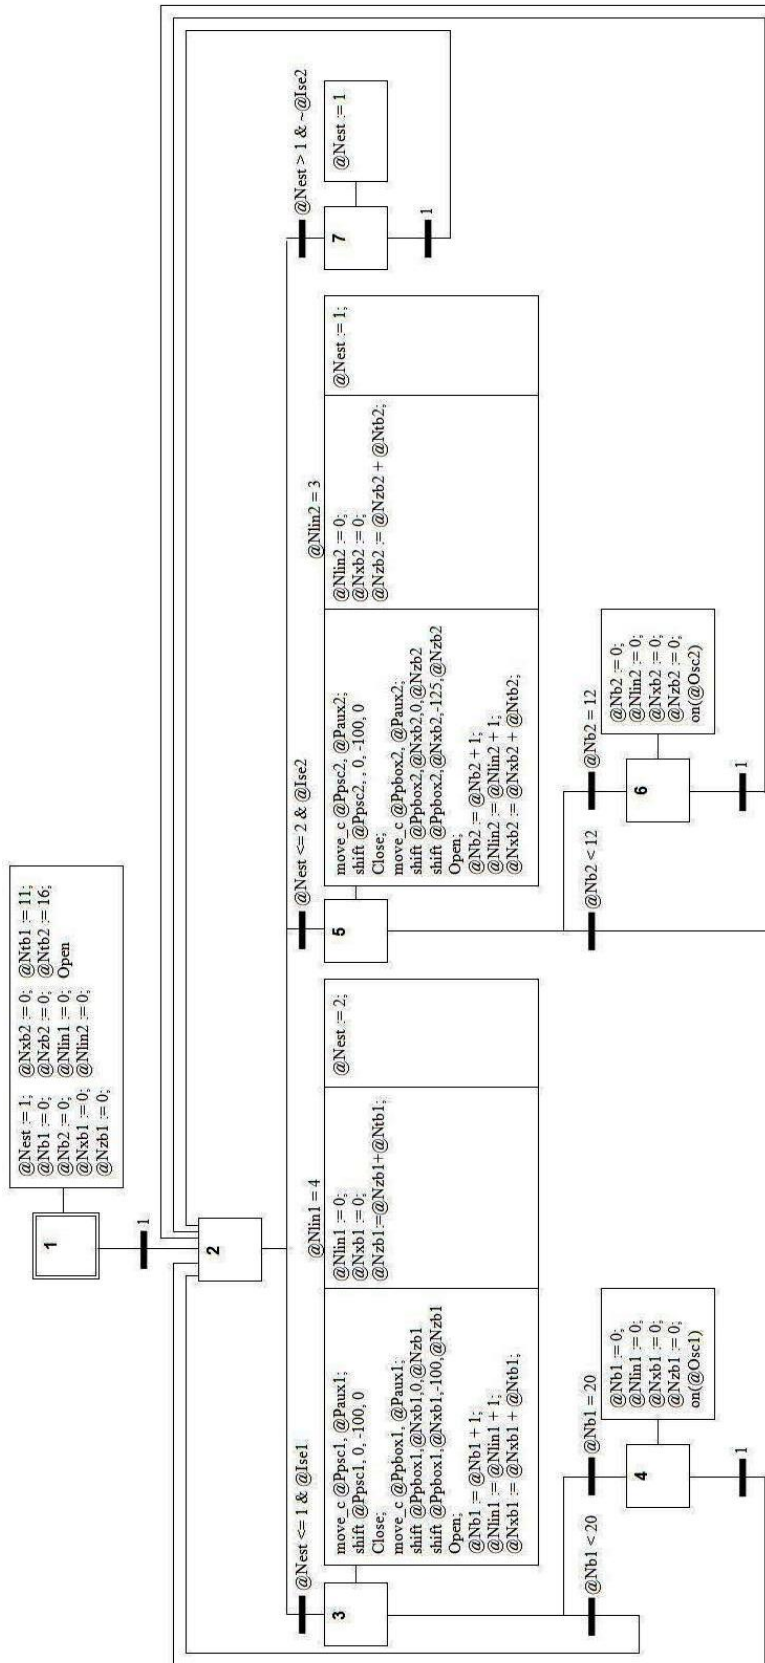 1
@Nest := 1;   @Nxb2 := 0;   @Ntb1 := 11;
@Nb1 := 0;   @Nzb2 := 0;   @Ntb2 := 16;
@Nb2 := 0;   @Nlin1 := 0;   Open
@Nxb1 := 0;   @Nlin2 := 0;
@Nzb1 := 0;
1
2
@Nest <= 1 & @Ise1
3
move_c @Ppsc1, @Paux1;
shift @Ppsc1, 0, -100, 0
Close;
move_c @Ppbox1, @Paux1;
shift @Ppbox1,@Nxb1,0,@Nzb1
shift @Ppbox1,@Nxb1,-100,@Nzb1
Open;
@Nb1 := @Nb1 + 1;
@Nlin1 := @Nlin1 + 1;
@Nxb1 := @Nxb1 + @Ntb1;
@Nlin1 = 4
@Nlin1 := 0;
@Nxb1 := 0;
@Nzb1:=@Nzb1+@Ntb1;
@Nest := 2;
@Nb1 < 20
@Nb1 = 20
4
@Nb1 := 0;
@Nlin1 := 0;
@Nxb1 := 0;
@Nzb1 := 0;
on(@Osc1)
1
@Nest <= 2 & @Ise2
5
move_c @Ppsc2, @Paux2;
shift @Ppsc2, , 0, -100, 0
Close;
move_c @Ppbox2, @Paux2;
shift @Ppbox2,@Nxb2,0,@Nzb2
shift @Ppbox2,@Nxb2,-125,@Nzb2
Open;
@Nb2 := @Nb2 + 1;
@Nlin2 := @Nlin2 + 1;
@Nxb2 := @Nxb2 + @Ntb2;
@Nlin2 = 3
@Nlin2 := 0;
@Nxb2 := 0;
@Nzb2 := @Nzb2 + @Ntb2;
@Nest := 1;
@Nb2 < 12
@Nb2 = 12
6
@Nb2 := 0;
@Nlin2 := 0;
@Nxb2 := 0;
@Nzb2 := 0;
on(@Osc2)
1
@Nest > 1 & ~@Ise2
7
@Nest := 1
1